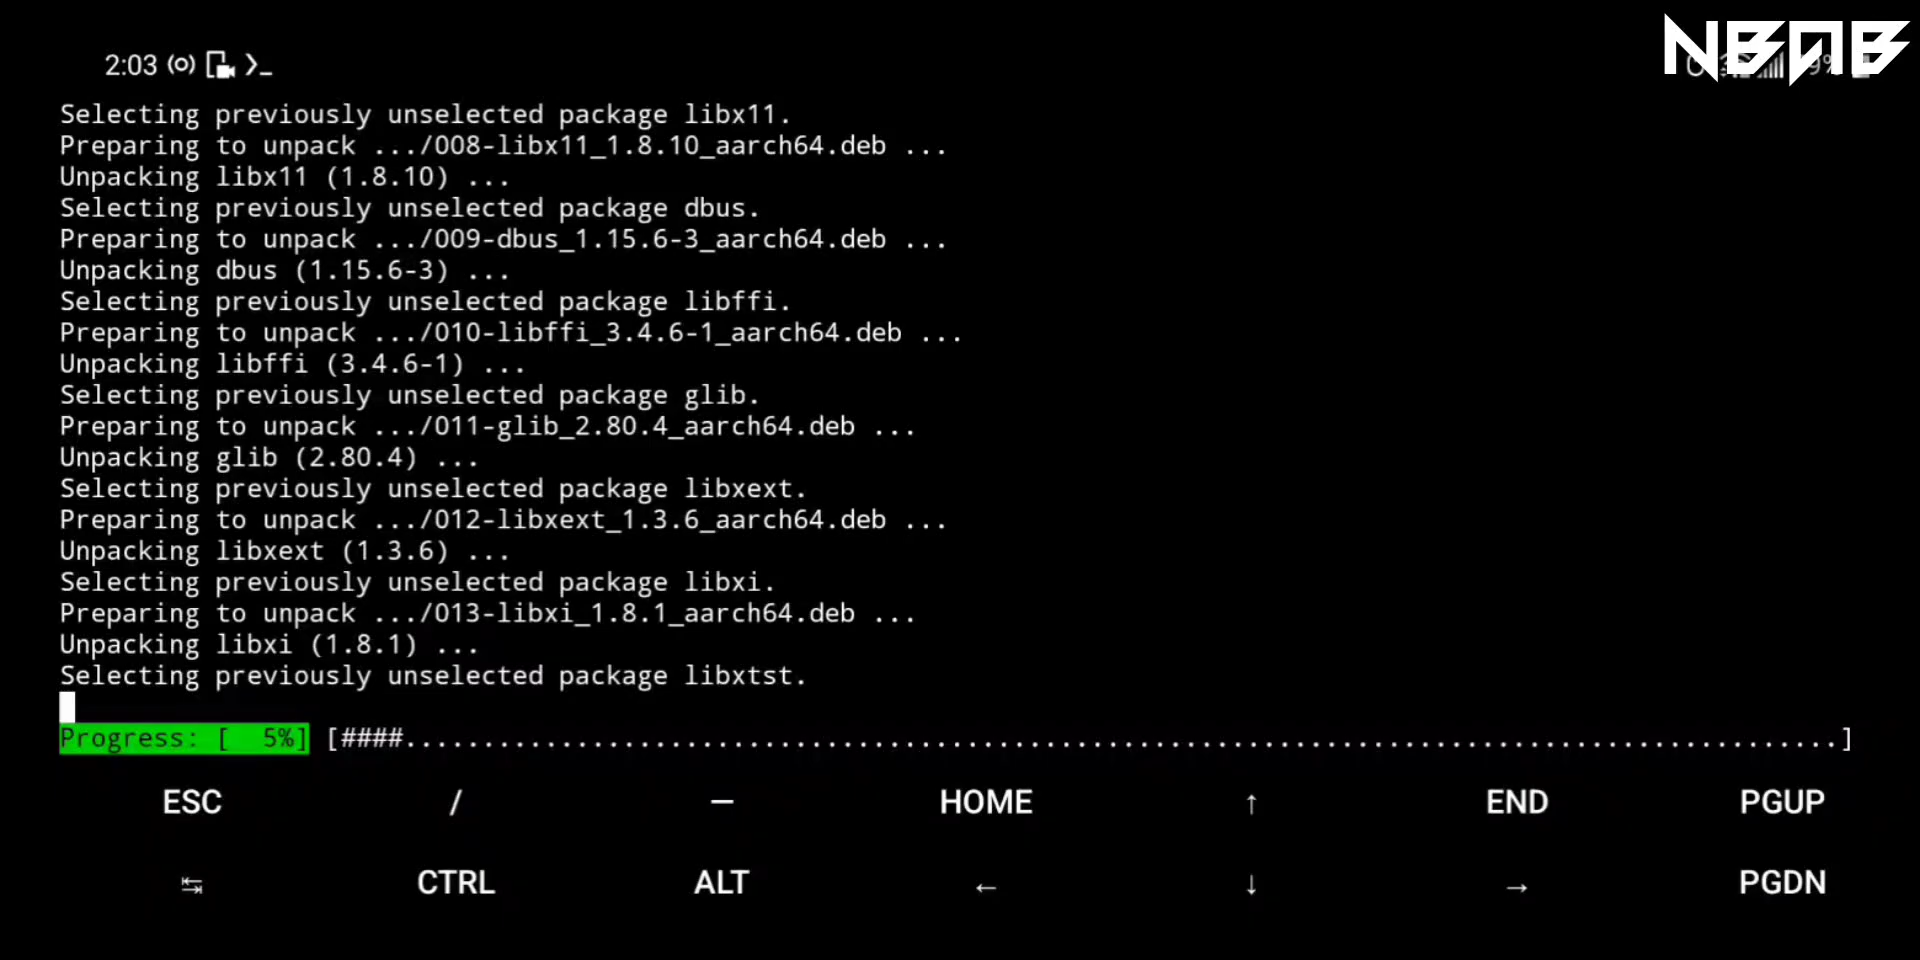 NBAB
2:03
Selecting previously unselected package libx11.
Preparing to unpack .../008-libx11_1.8.10_aarch64.deb ...
Unpacking libx11 (1.8.10) ...
Selecting previously unselected package dbus.
Preparing to unpack .../009-dbus_1.15.6-3_aarch64.deb ...
Unpacking dbus (1.15.6-3) ...
Selecting previously unselected package libffi.
Preparing to unpack .../010-libffi_3.4.6-1_aarch64.deb ...
Unpacking libffi (3.4.6-1) ...
Selecting previously unselected package glib.
Preparing to unpack .../011-glib_2.80.4_aarch64.deb ...
Unpacking glib (2.80.4) ...
Selecting previously unselected package libxext.
Preparing to unpack .../012-libxext_1.3.6_aarch64.deb ...
Unpacking libxext (1.3.6) ...
Selecting previously unselected package libxi.
Preparing to unpack .../013-libxi_1.8.1_aarch64.deb ...
Unpacking libxi (1.8.1) ...
Selecting previously unselected package libxtst.
Progress: [  5%] [####............................................................................................]
ESC / — HOME ↑ END PGUP
↹ CTRL ALT ← ↓ → PGDN